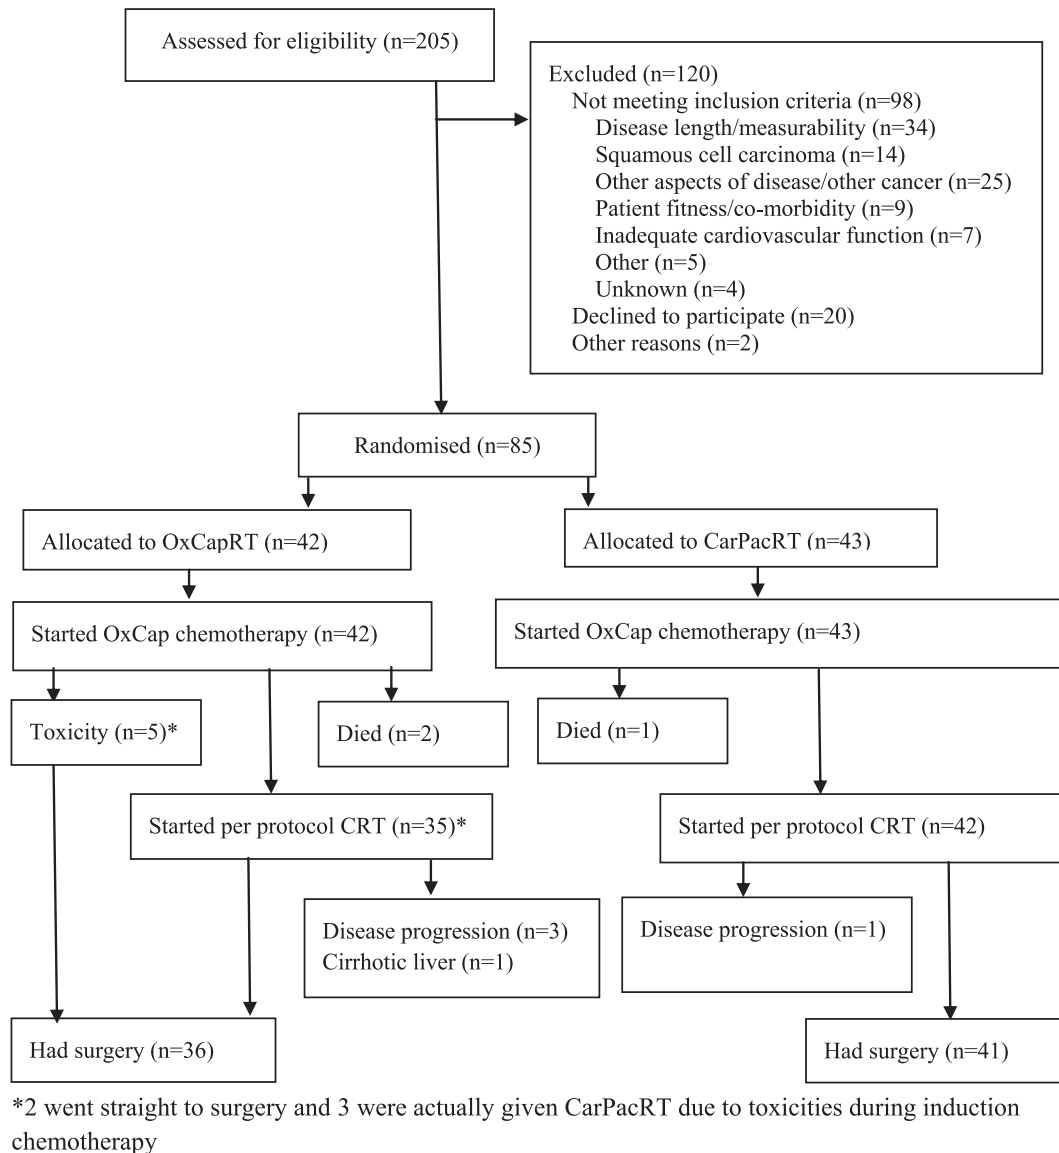 Assessed for eligibility (n=205)
Excluded (n=120)
Not meeting inclusion criteria (n=98)
Disease length/measurability (n=34)
Squamous cell carcinoma (n=14)
Other aspects of disease/other cancer (n=25)
Patient fitness/co-morbidity (n=9)
Inadequate cardiovascular function (n=7)
Other (n=5)
Unknown (n=4)
Declined to participate (n=20)
Other reasons (n=2)
Randomised (n=85)
Allocated to OxCapRT (n=42)
Allocated to CarPacRT (n=43)
Started OxCap chemotherapy (n=42)
Started OxCap chemotherapy (n=43)
Toxicity (n=5)*
Died (n=2)
Died (n=1)
Started per protocol CRT (n=35)*
Started per protocol CRT (n=42)
Disease progression (n=3)
Cirrhotic liver (n=1)
Disease progression (n=1)
Had surgery (n=36)
Had surgery (n=41)
*2 went straight to surgery and 3 were actually given CarPacRT due to toxicities during induction
chemotherapy